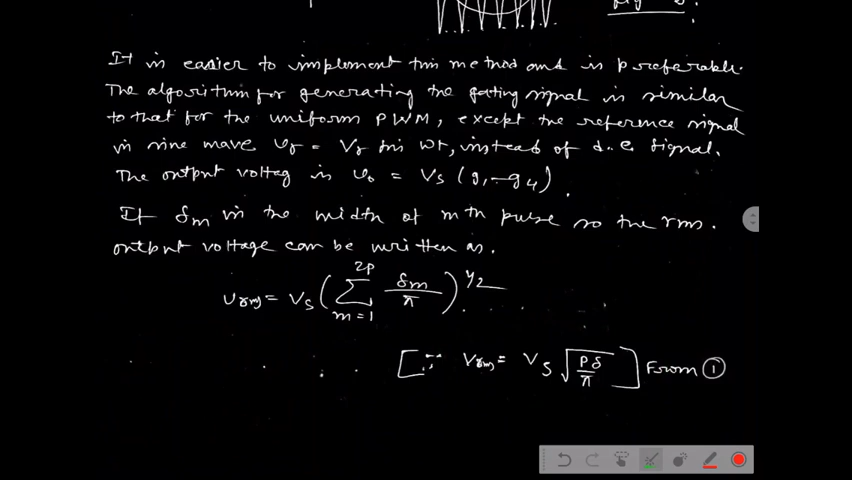 It is easier to implement this method and is preferable.
The algorithm for generating the gating signal is similar
to that for the uniform PWM, except the reference signal
is sine wave vr = Vr sin wt, instead of d.c signal.
The output voltag is vo = Vs (g1 - g4).
If δm is the width of mth pulse so the rms.
output voltage can be written as.
vrms = Vs ( Σ_{m=1}^{2p} δm/π )^{1/2}
[∵ Vrms = Vs √(pδ/π) ] From ①